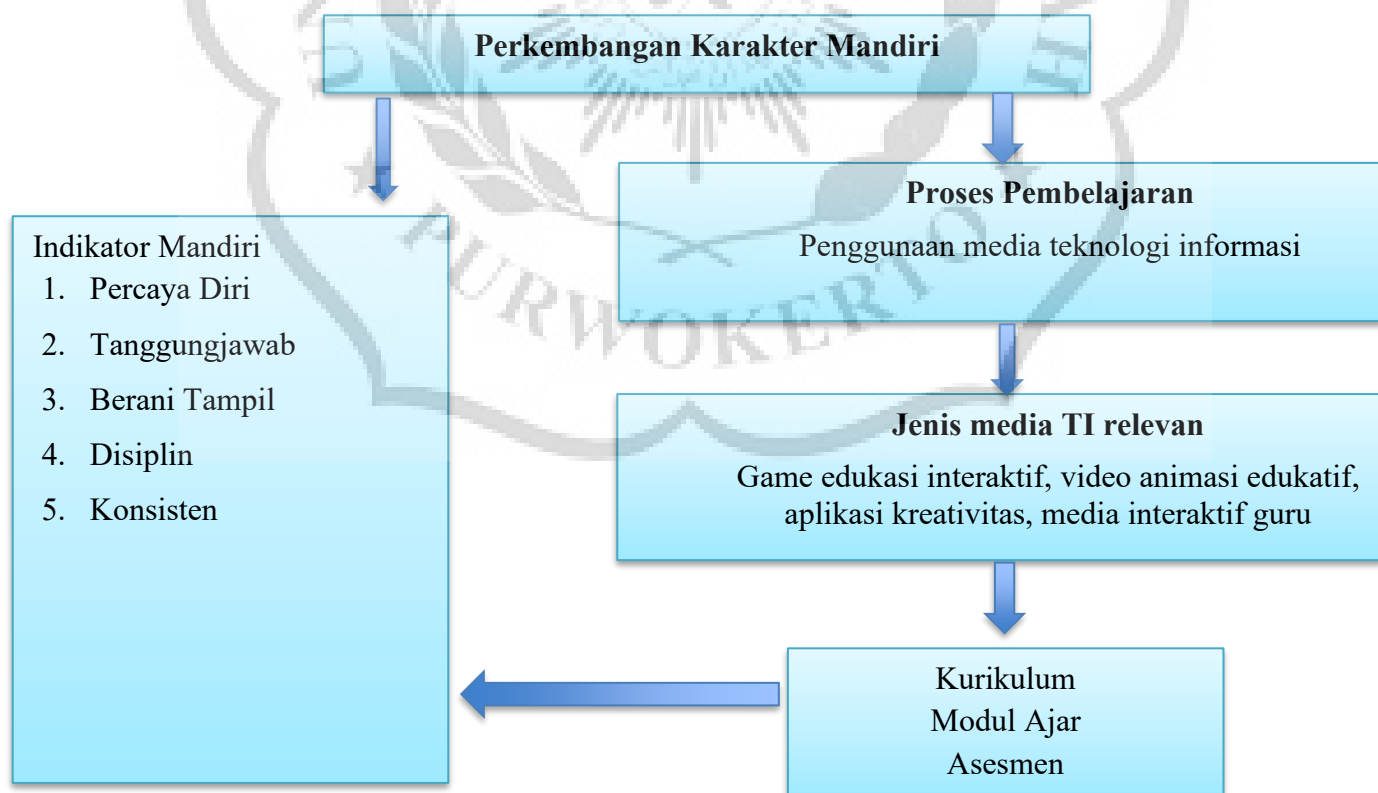 Perkembangan Karakter Mandiri
Proses Pembelajaran
Penggunaan media teknologi informasi
Indikator Mandiri
1. Percaya Diri
2. Tanggungjawab
3. Berani Tampil
4. Disiplin
5. Konsisten
Jenis media TI relevan
Game edukasi interaktif, video animasi edukatif,
aplikasi kreativitas, media interaktif guru
Kurikulum
Modul Ajar
Asesmen
PURWOKERTO